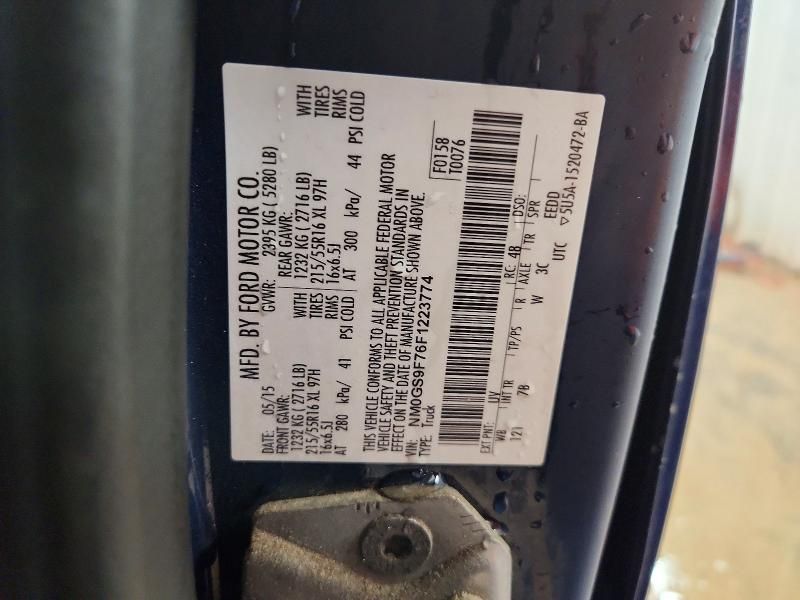 MFD. BY FORD MOTOR CO.
DATE: 05/15 GVWR: 2395 KG ( 5280 LB)
FRONT GAWR: REAR GAWR:
1232 KG ( 2716 LB) WITH 1232 KG ( 2716 LB) WITH
215/55R16 XL 97H TIRES 215/55R16 XL 97H TIRES
16x6.5J RIMS 16x6.5J RIMS
AT 280 kPa/ 41 PSI COLD AT 300 kPa/ 44 PSI COLD
THIS VEHICLE CONFORMS TO ALL APPLICABLE FEDERAL MOTOR
VEHICLE SAFETY AND THEFT PREVENTION STANDARDS IN
EFFECT ON THE DATE OF MANUFACTURE SHOWN ABOVE.
VIN: NM0GS9F76F1223774
TYPE: Truck
F0158
T0076
EXT PNT: UV RC: 48 DSO:
WB INT TR TP/PS R AXLE TR SPR
121 7B W 3C EEDD
UTC ▽5U5A-1520472-BA